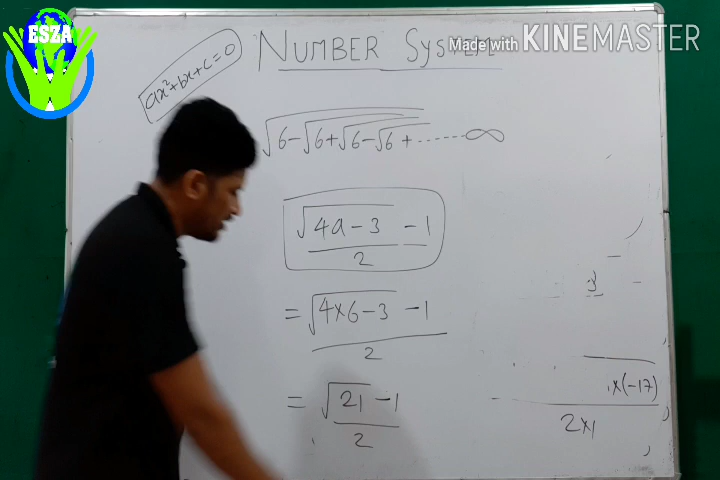 ESZA
Made with KINEMASTER
NUMBER SYSTEM
ax²+bx+c=0
√6-√6+√6-√6+......∞
√4a-3 -1
2
= √4×6-3 -1
2
3
×(-17)
2×1
= √21 -1
2